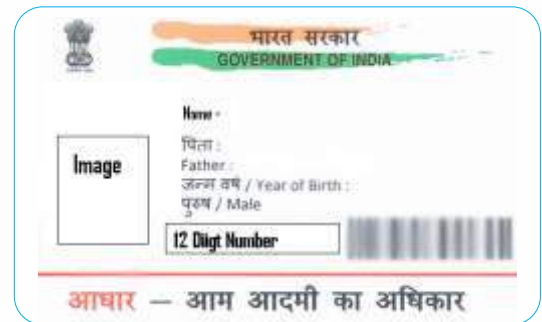 भारत सरकार
GOVERNMENT OF INDIA
Name -
पिता :
Father :
जन्म वर्ष / Year of Birth :
पुरुष / Male
Image
12 Diigt Number
आधार – आम आदमी का अधिकार